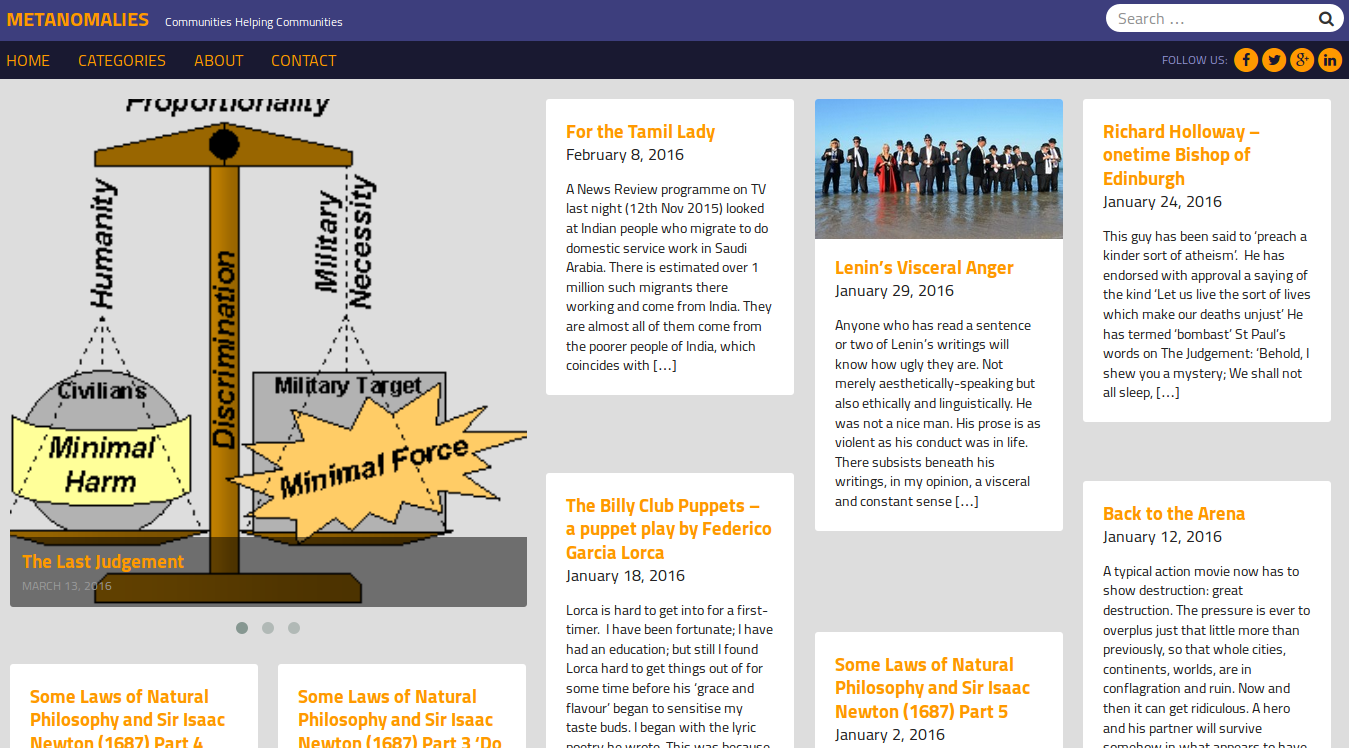 METANOMALIES
Communities Helping Communities
Search …
HOME
CATEGORIES
ABOUT
CONTACT
FOLLOW US:
Proportionality
Humanity
Military
Necessity
Discrimination
Civilians
Minimal
Harm
Military Target
Minimal Force
The Last Judgement
MARCH 13, 2016
Some Laws of Natural
Philosophy and Sir Isaac
Newton (1687) Part 4
Some Laws of Natural
Philosophy and Sir Isaac
Newton (1687) Part 3 ‘Do
For the Tamil Lady
February 8, 2016
A News Review programme on TV
last night (12th Nov 2015) looked
at Indian people who migrate to do
domestic service work in Saudi
Arabia. There is estimated over 1
million such migrants there
working and come from India. They
are almost all of them come from
the poorer people of India, which
coincides with […]
The Billy Club Puppets –
a puppet play by Federico
Garcia Lorca
January 18, 2016
Lorca is hard to get into for a first-
timer.  I have been fortunate; I have
had an education; but still I found
Lorca hard to get things out of for
some time before his ‘grace and
flavour’ began to sensitise my
taste buds. I began with the lyric
poetry he wrote. This was because
Lenin’s Visceral Anger
January 29, 2016
Anyone who has read a sentence
or two of Lenin’s writings will
know how ugly they are. Not
merely aesthetically-speaking but
also ethically and linguistically. He
was not a nice man. His prose is as
violent as his conduct was in life.
There subsists beneath his
writings, in my opinion, a visceral
and constant sense […]
Some Laws of Natural
Philosophy and Sir Isaac
Newton (1687) Part 5
January 2, 2016
Richard Holloway –
onetime Bishop of
Edinburgh
January 24, 2016
This guy has been said to ‘preach a
kinder sort of atheism’.  He has
endorsed with approval a saying of
the kind ‘Let us live the sort of lives
which make our deaths unjust’ He
has termed ‘bombast’ St Paul’s
words on The Judgement: ‘Behold, I
shew you a mystery; We shall not
all sleep, […]
Back to the Arena
January 12, 2016
A typical action movie now has to
show destruction: great
destruction. The pressure is ever to
overplus just that little more than
previously, so that whole cities,
continents, worlds, are in
conflagration and ruin. Now and
then it can get ridiculous. A hero
and his partner will survive
somehow in what appears to have